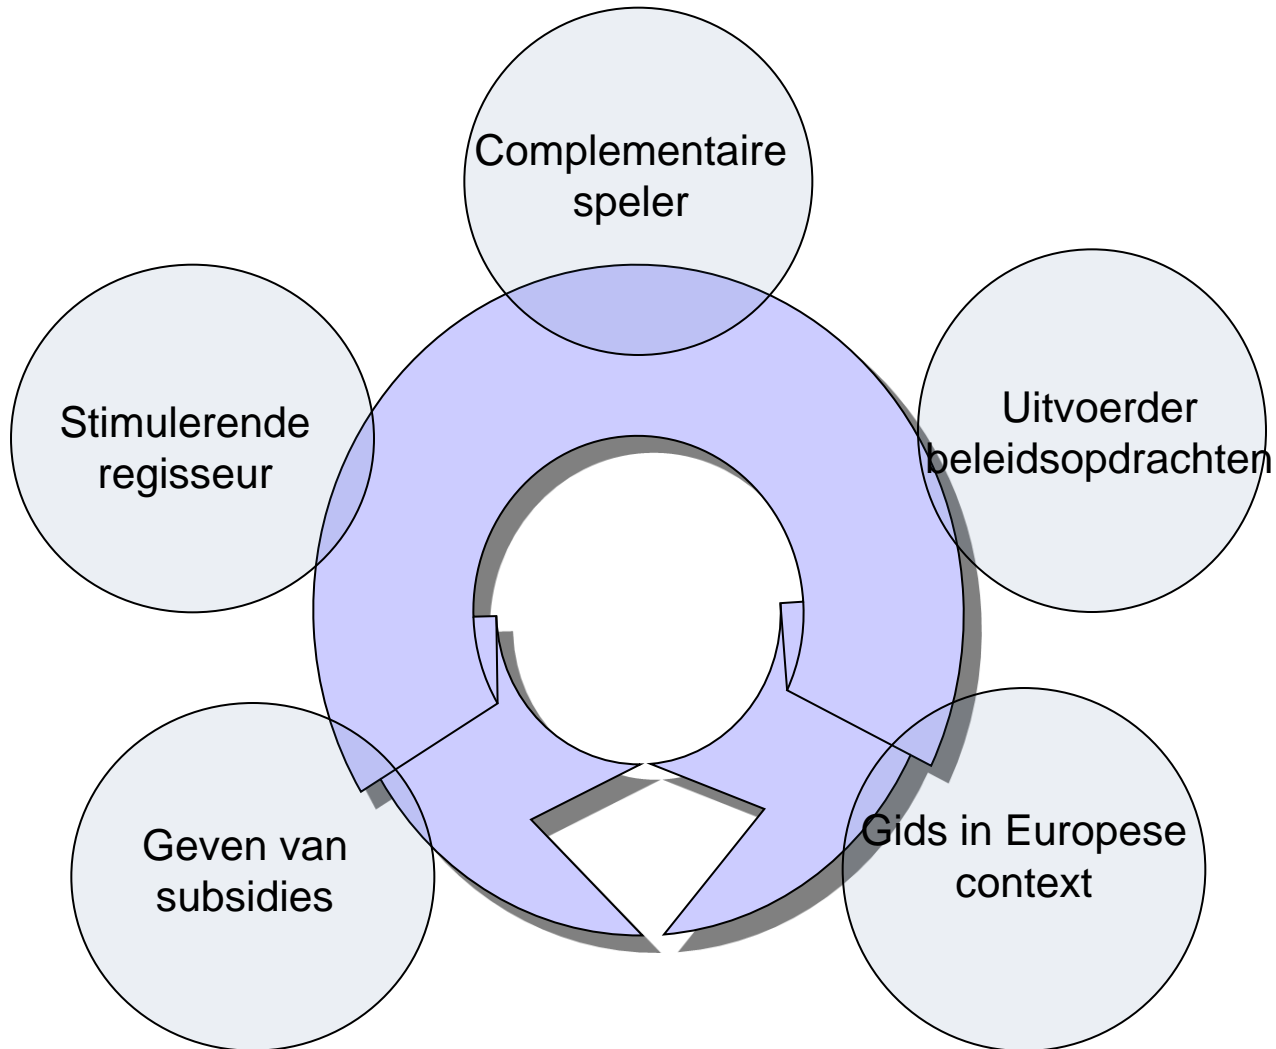 Complementaire
speler
Stimulerende
regisseur
Uitvoerder
beleidsopdrachten
Geven van
subsidies
Gids in Europese
context